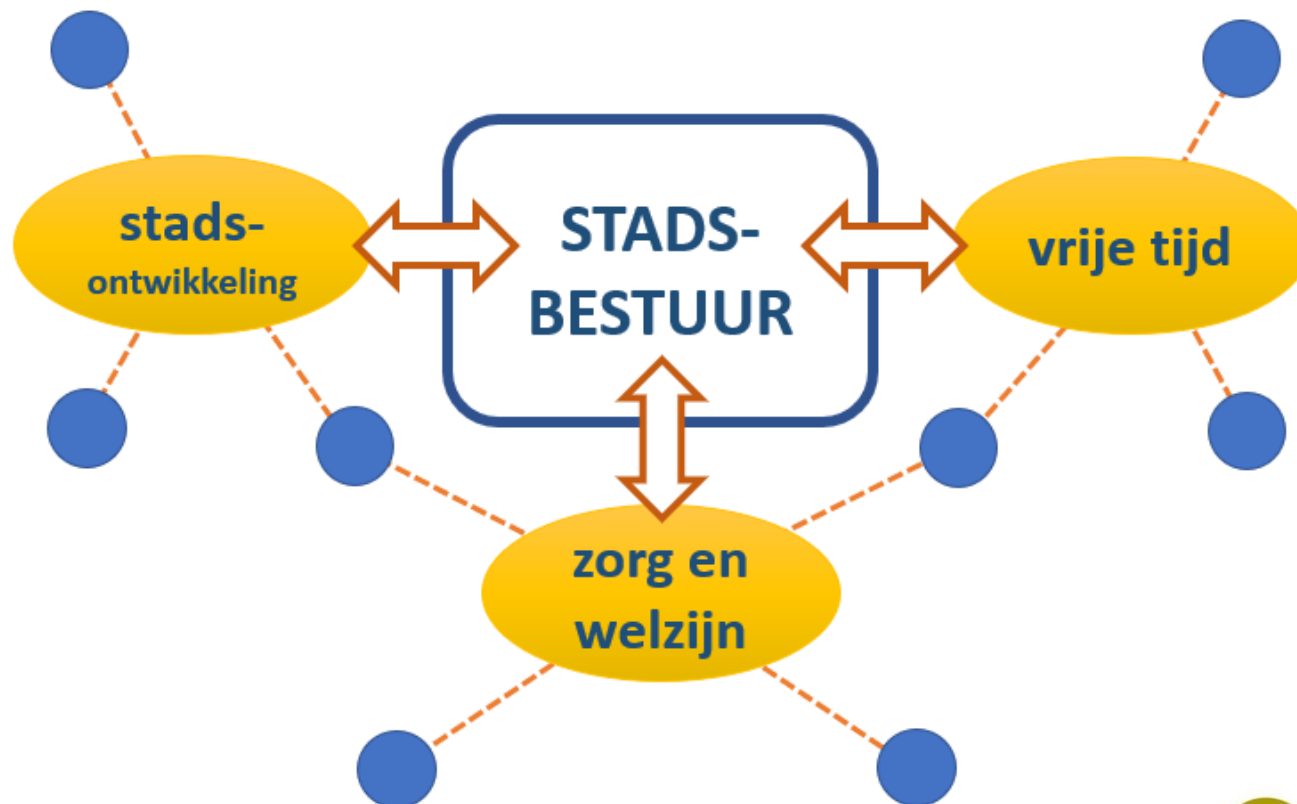 stads-
ontwikkeling
STADS-
BESTUUR
vrije tijd
zorg en
welzijn